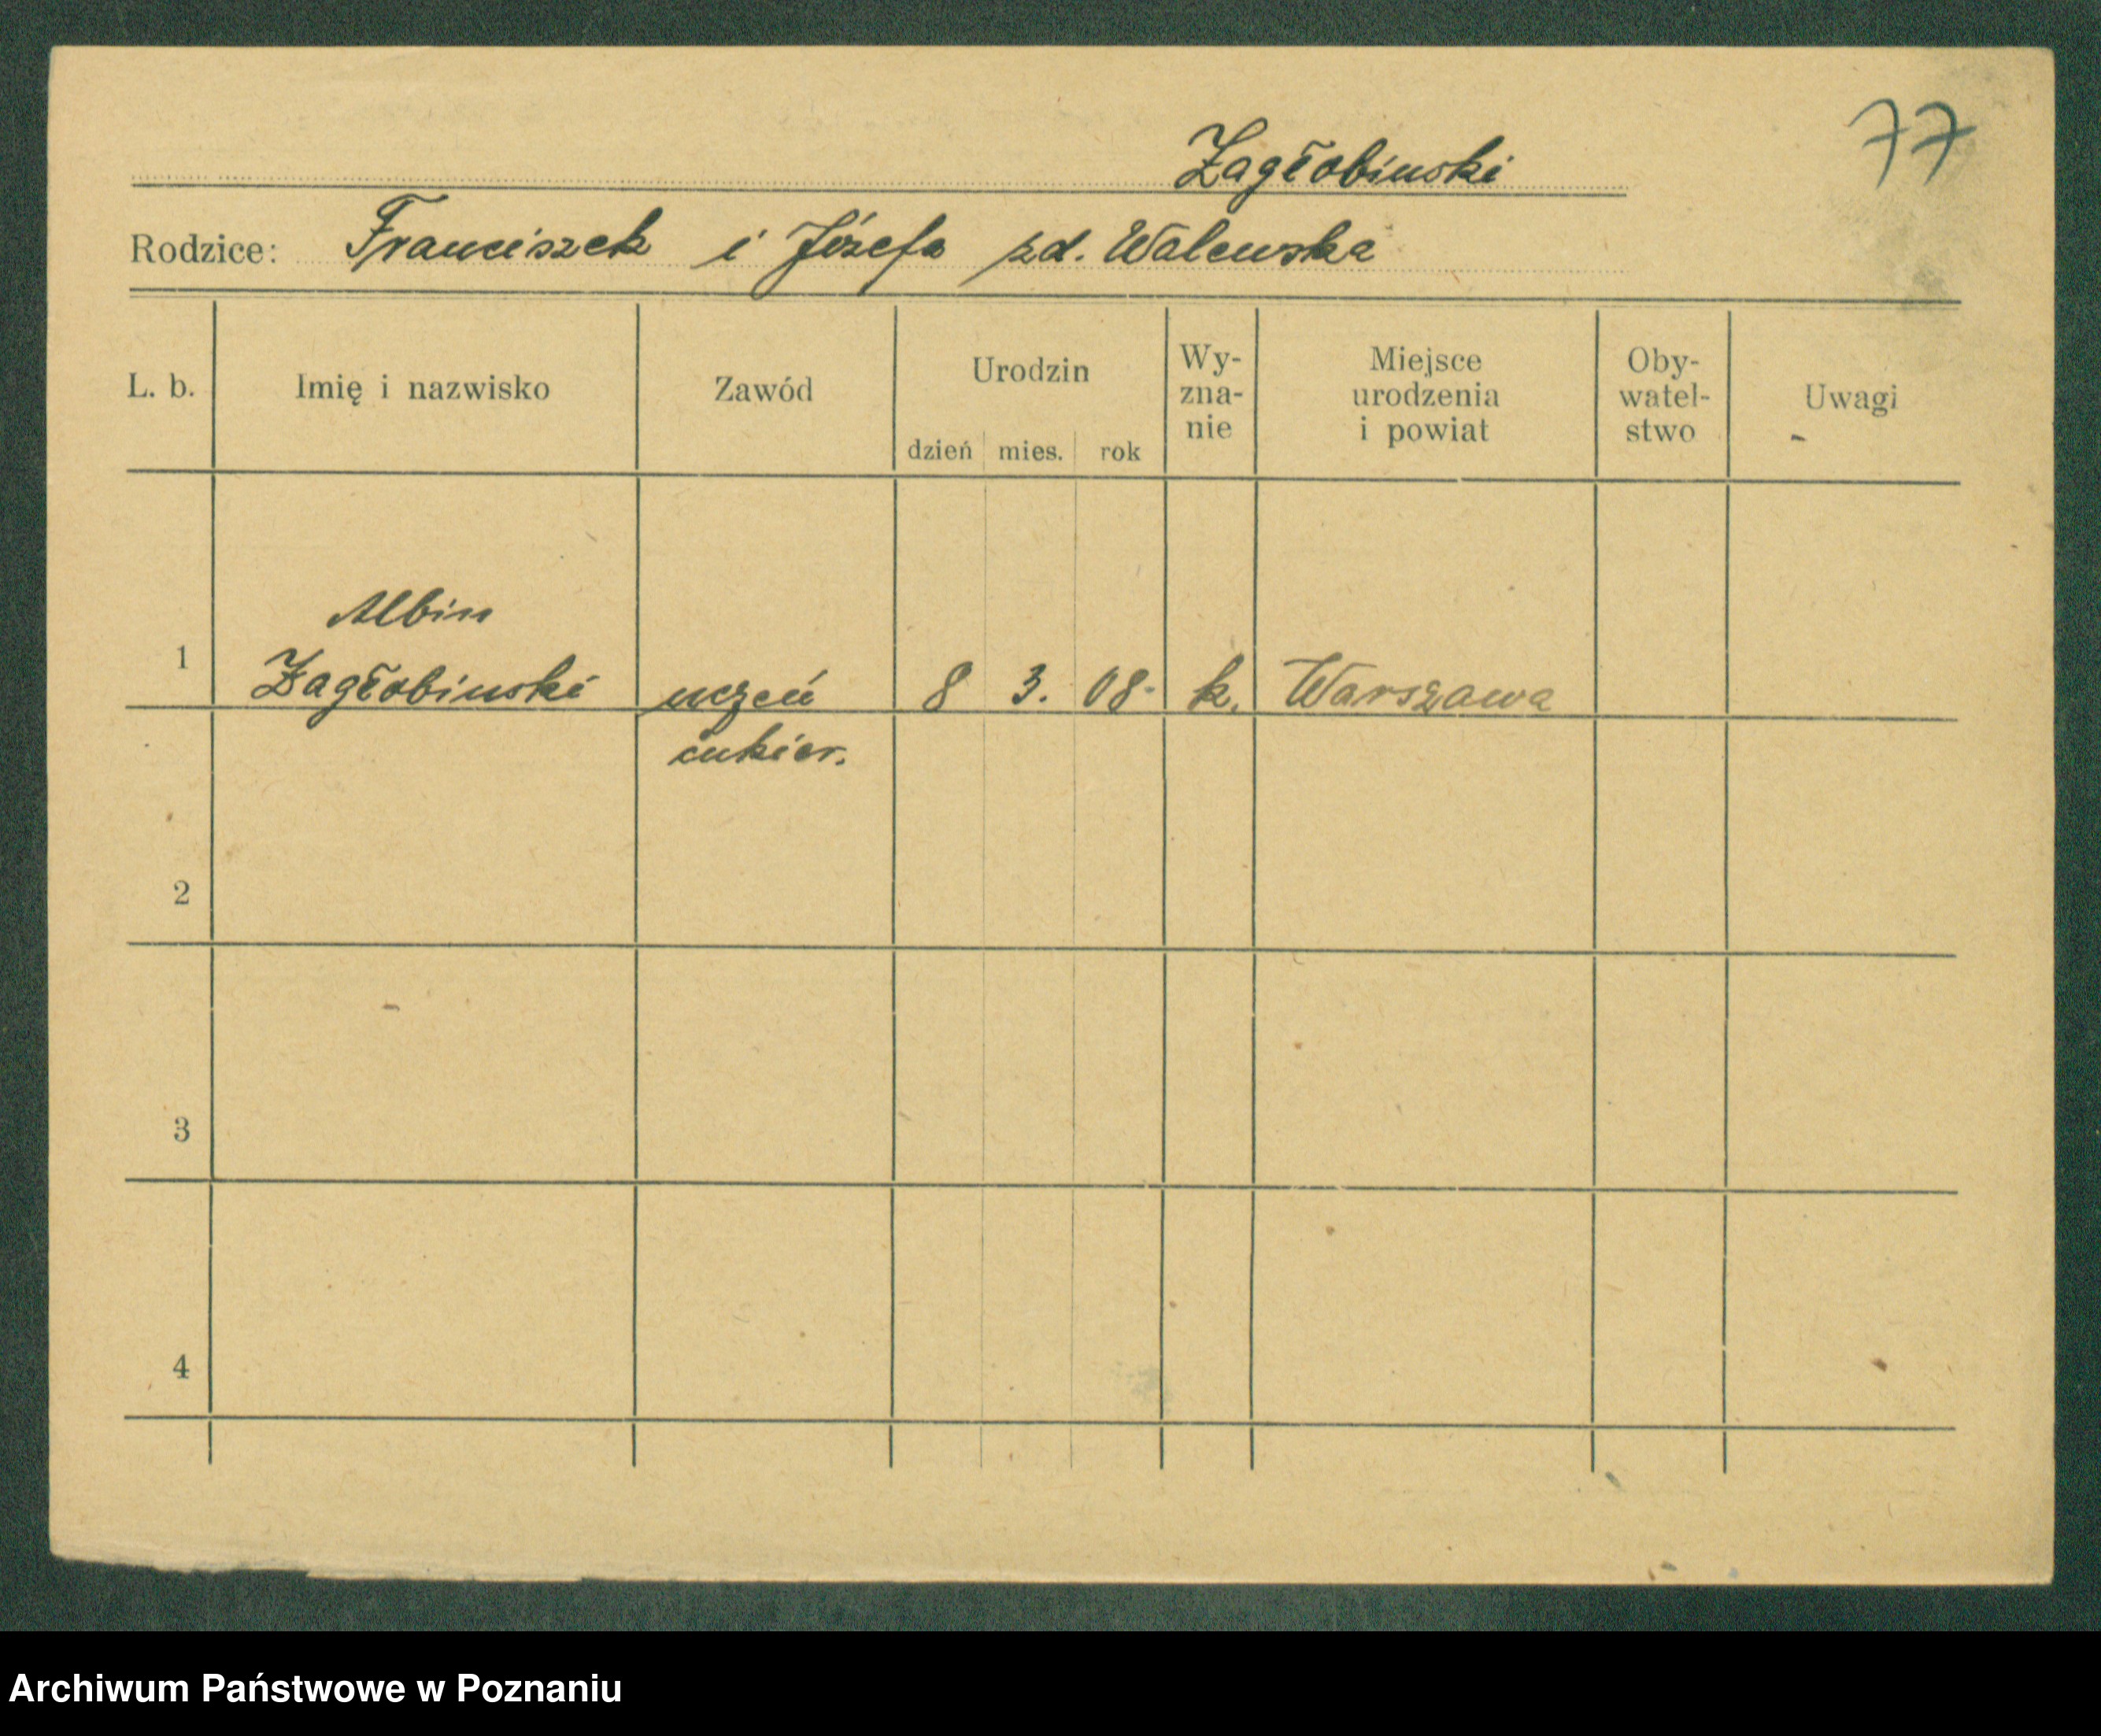 77
Zagłobinski
Rodzice: Franciszek i Józefa zd. Walewska
L. b. Imię i nazwisko Zawód Urodzin dzień mies. rok Wy-zna-nie Miejsce urodzenia i powiat Oby-watel-stwo Uwagi
Albin
1 Zagłobinski uczeń 8 3. 08. k. Warszawa
cukier.
2
3
4
Archiwum Państwowe w Poznaniu